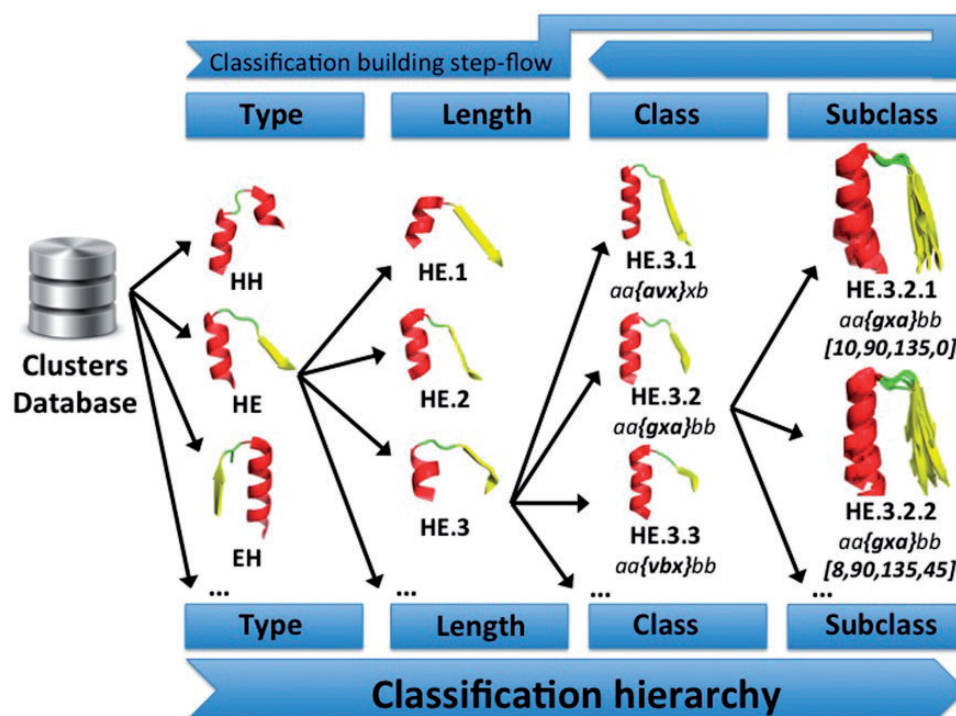 Classification building step-flow
Type Length Class Subclass
Clusters
Database
HH
HE
EH
...
HE.1
HE.2
HE.3
...
HE.3.1
aa{avx}xb
HE.3.2
aa{gxa}bb
HE.3.3
aa{vbx}bb
...
HE.3.2.1
aa{gxa}bb
[10,90,135,0]
HE.3.2.2
aa{gxa}bb
[8,90,135,45]
...
Type Length Class Subclass
Classification hierarchy